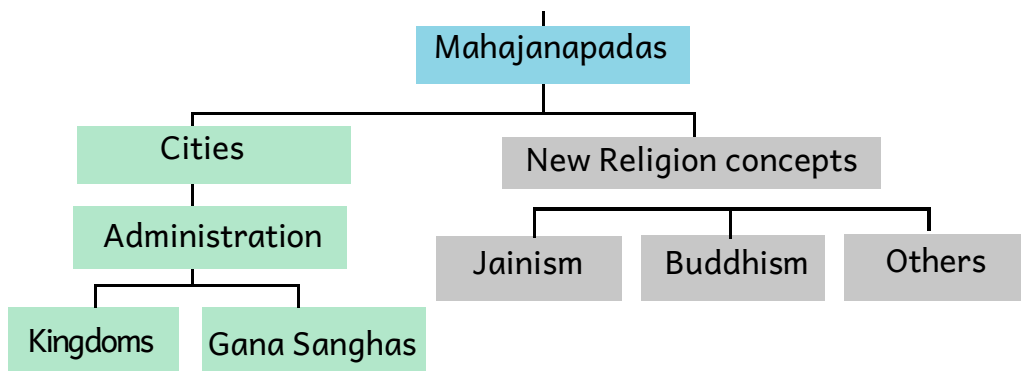 Mahajanapadas
Cities
New Religion concepts
Administration
Jainism
Buddhism
Others
Kingdoms
Gana Sanghas